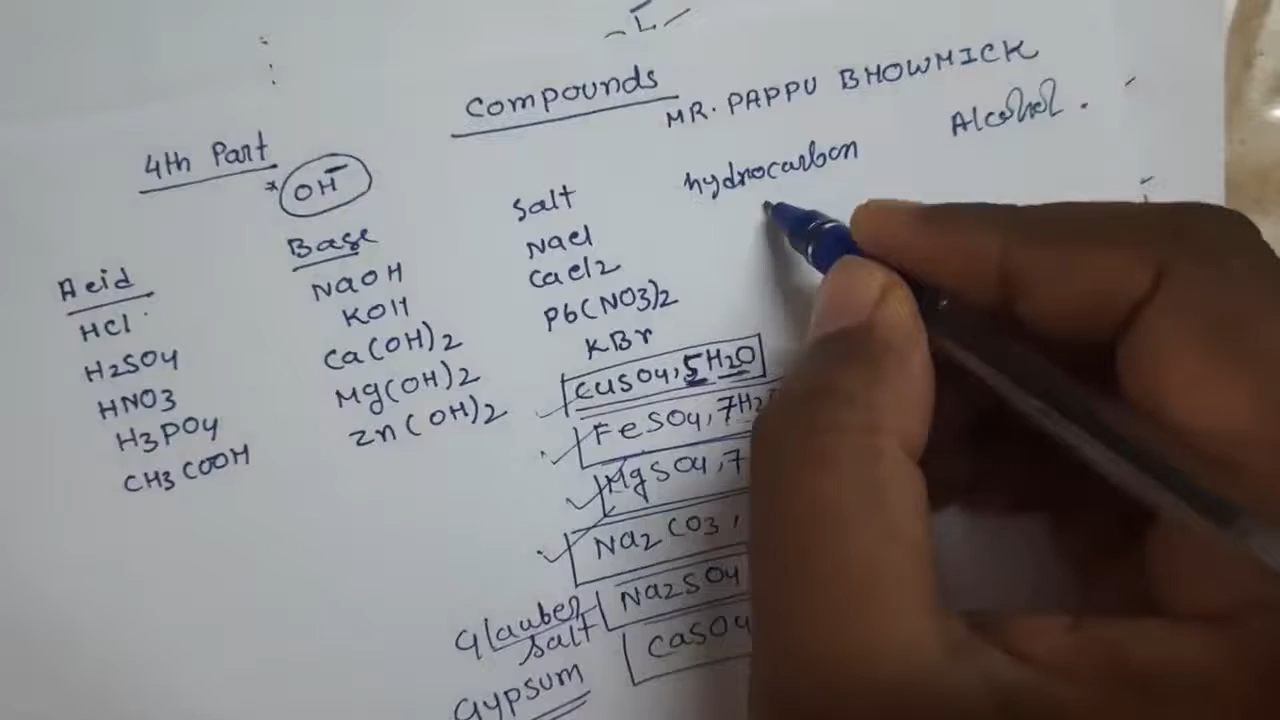 Compounds
MR. PAPPU BHOWMICK
4th Part
*OH⁻
Acid
HCl
H2SO4
HNO3
H3PO4
CH3COOH
Base
NaOH
KOH
Ca(OH)2
Mg(OH)2
Zn(OH)2
Salt
NaCl
CaCl2
Pb(NO3)2
KBr
CuSO4, 5H2O
FeSO4, 7H2
MgSO4, 7
Na2CO3,
Glauber salt Na2SO4
Gypsum CaSO4
hydrocarbon
Alcohol.